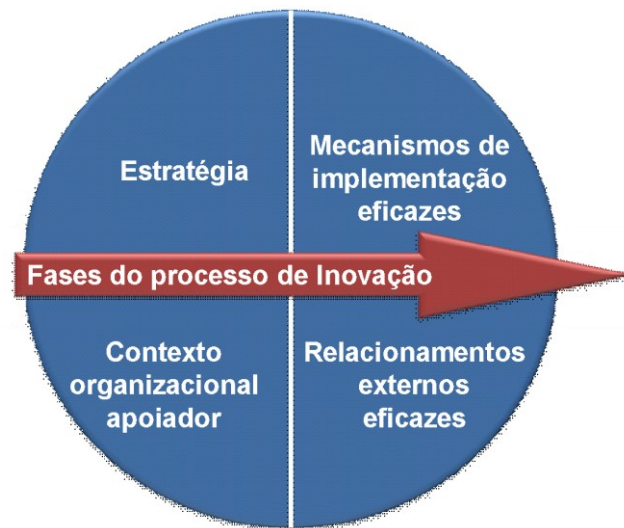 Estratégia
Mecanismos de
implementação
eficazes
Fases do processo de Inovação
Contexto
organizacional
apoiador
Relacionamentos
externos
eficazes